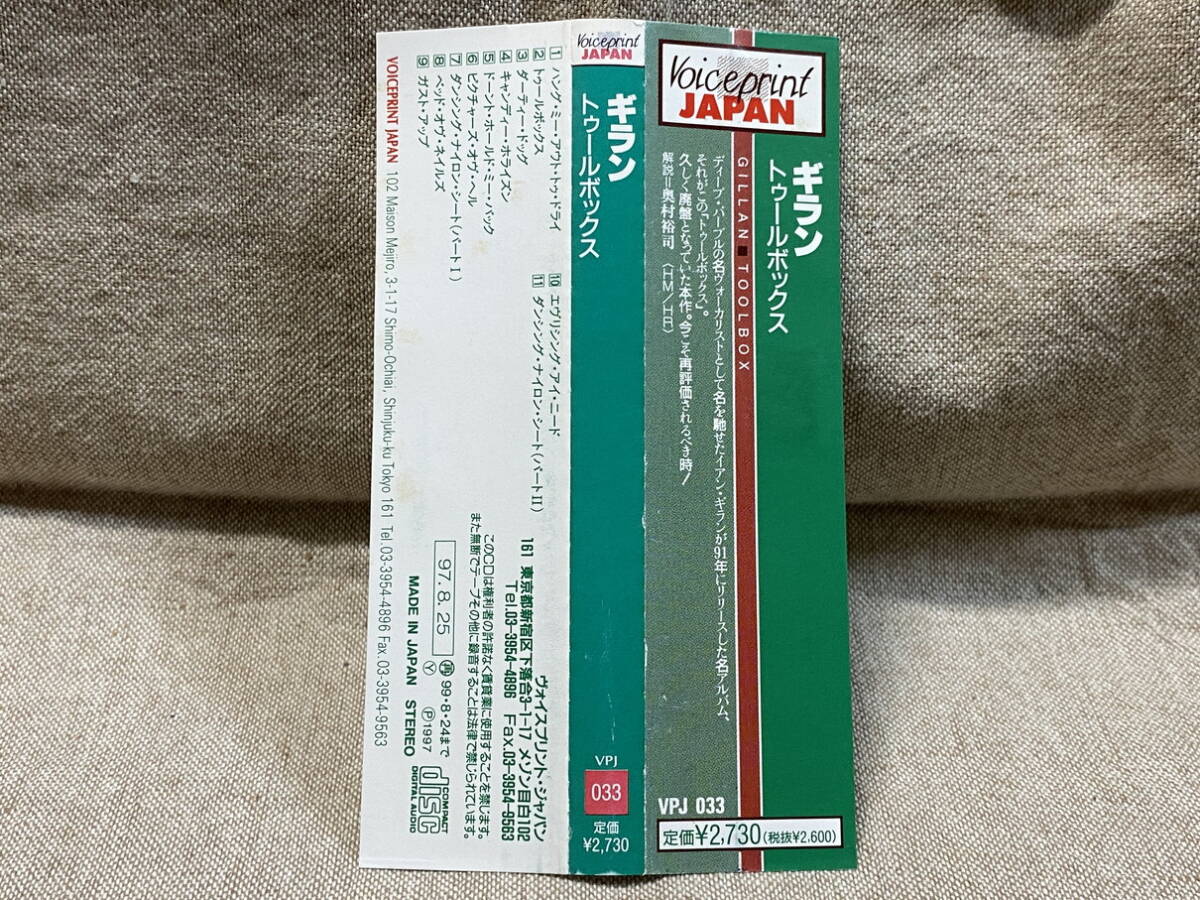 Voiceprint
JAPAN
ギラン
トゥールボックス
GILLAN ■ TOOLBOX
ディープ・パープルの名ヴォーカリストとして名を馳せたイアン・ギランが91年にリリースした名アルバム、
それがこの「トゥールボックス」。
久しく廃盤となっていた本作。今こそ再評価されるべき時!
解説=奥村裕司 (HM/HR)
VPJ 033
定価¥2,730(税抜¥2,600)
Voiceprint
JAPAN
ギラン
トゥールボックス
VPJ
033
定価
¥2,730
1 ハング・ミー・アウト・トゥ・ドライ
2 トゥールボックス
3 ダーティー・ドッグ
4 キャンディー・ホライズン
5 ドーント・ホールド・ミー・バック
6 ピクチャーズ・オヴ・ヘル
7 ダンシング・ナイロン・シート(パートI)
8 ベッド・オヴ・ネイルズ
9 ガスト・アップ
10 エヴリシング・アイ・ニード
11 ダンシング・ナイロン・シート(パートII)
ヴォイスプリント・ジャパン
161 東京都新宿区下落合3-1-17 メゾン目白102
Tel.03-3954-4896 Fax.03-3954-9563
このCDは権利者の許諾なく賃貸業に使用することを禁じます。
また無断でテープその他に録音することは法律で禁じられています。
97.8.25
再 99・8・24まで
Y Ⓟ1997
MADE IN JAPAN STEREO
COMPACT
disc
DIGITAL AUDIO
VOICEPRINT JAPAN 102 Maison Mejiro, 3-1-17 Shimo-Ochiai, Shinjuku-ku Tokyo 161 Tel.03-3954-4896 Fax.03-3954-9563